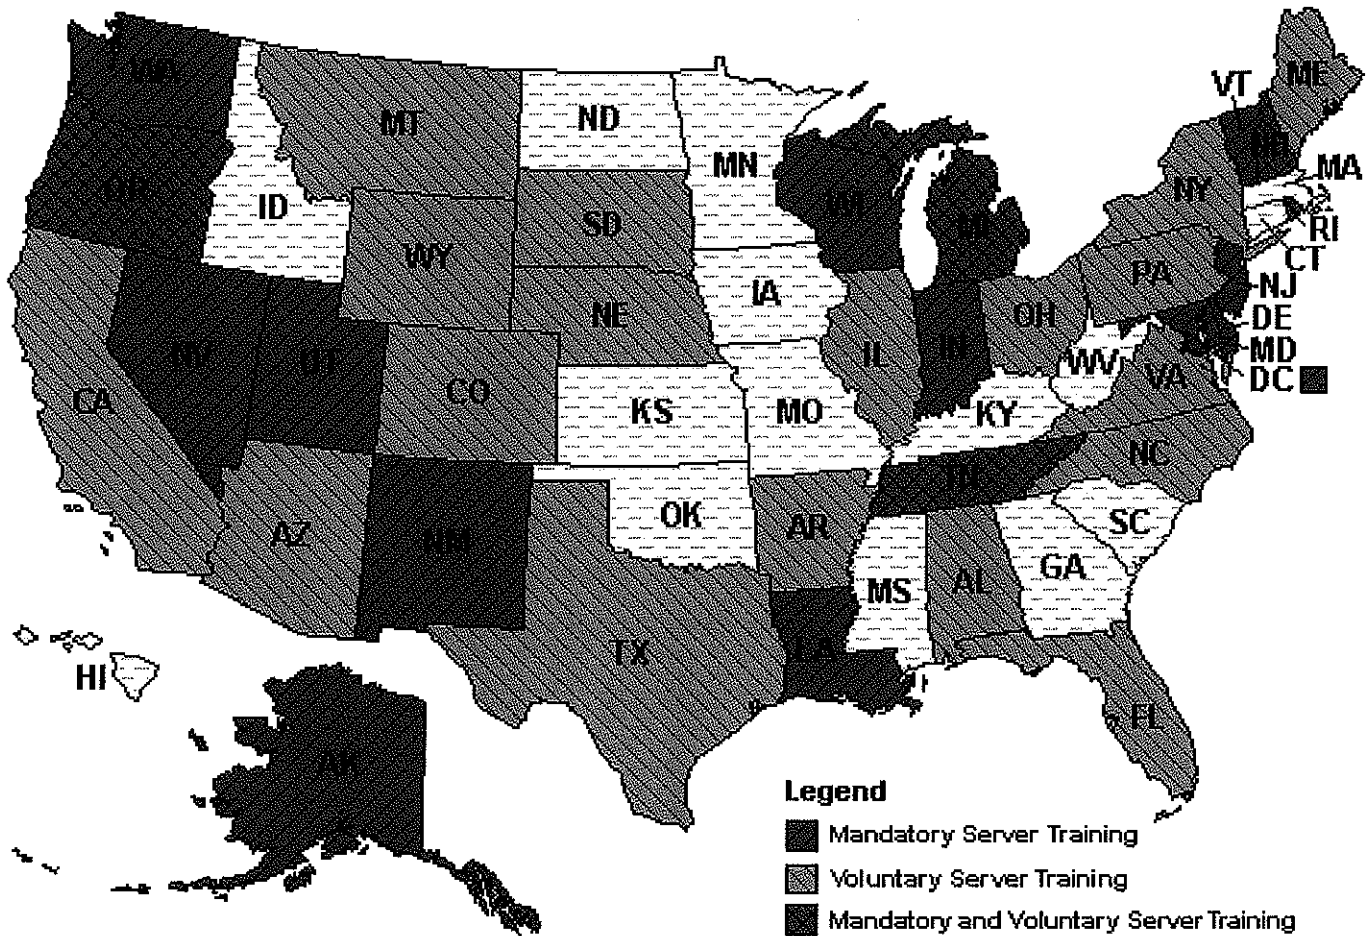 ME
VT
WA
NH
MT
ND
MN
MA
OR
ID
WI
NY
SD
RI
WY
CT
PA
IA
NJ
NE
OH
DE
NV
UT
IL
IN
WV
MD
VA
DC
CO
CA
KS
MO
KY
NC
TN
OK
SC
AZ
NM
AR
GA
AL
MS
TX
LA
HI
FL
AK
Legend
Mandatory Server Training
Voluntary Server Training
Mandatory and Voluntary Server Training